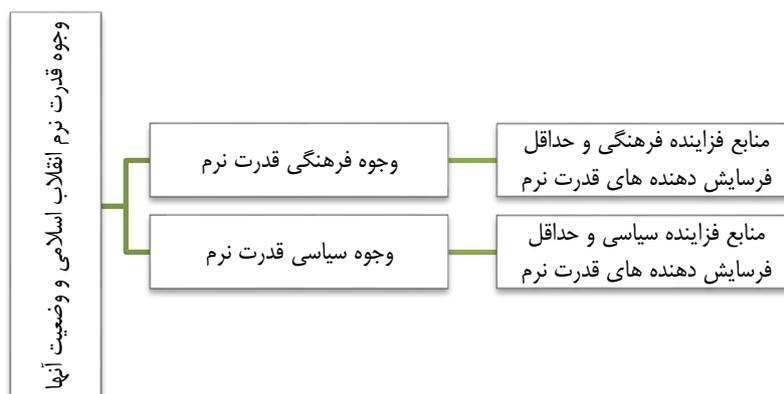 وجوه قدرت نرم انقلاب اسلامی و وضعیت آنها
وجوه فرهنگی قدرت نرم
منابع فزاینده فرهنگی و حداقل
فرسایش دهنده های قدرت نرم
وجوه سیاسی قدرت نرم
منابع فزاینده سیاسی و حداقل
فرسایش دهنده های قدرت نرم